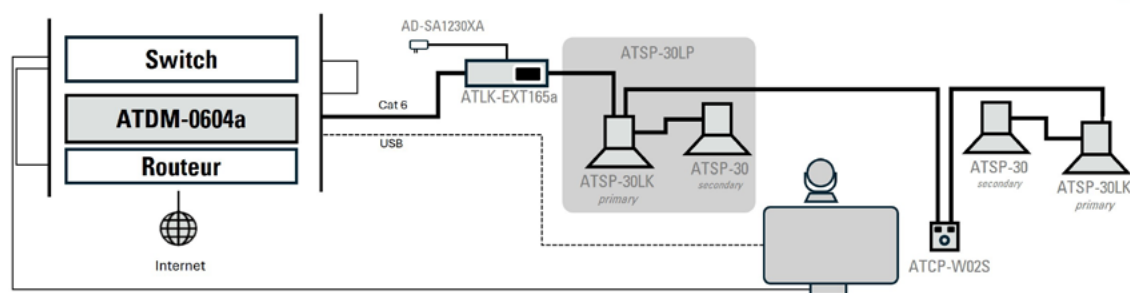 Switch
ATDM-0604a
Routeur
Internet
Cat 6
USB
AD-SA1230XA
ATLK-EXT165a
ATSP-30LP
ATSP-30LK
primary
ATSP-30
secondary
ATCP-W02S
ATSP-30
secondary
ATSP-30LK
primary